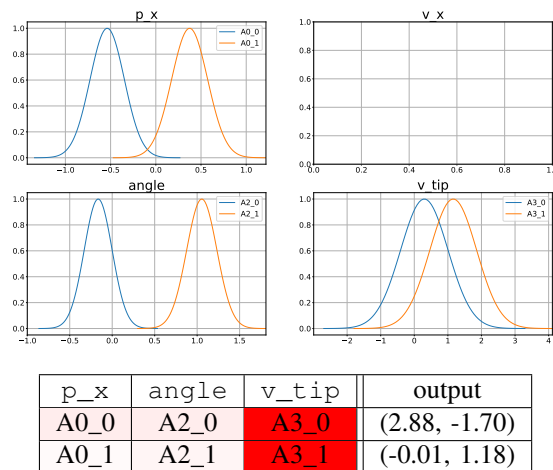 p_x
v_x
1.0
0.8
0.6
0.4
0.2
0.0
A0_0
A0_1
−1.0 −0.5 0.0 0.5 1.0
1.0
0.8
0.6
0.4
0.2
0.0
0.0 0.2 0.4 0.6 0.8 1.0
angle
v_tip
1.0
0.8
0.6
0.4
0.2
0.0
A2_0
A2_1
−1.0 −0.5 0.0 0.5 1.0 1.5
1.0
0.8
0.6
0.4
0.2
0.0
A3_0
A3_1
−2 −1 0 1 2 3 4
p_x angle v_tip output
A0_0 A2_0 A3_0 (2.88, -1.70)
A0_1 A2_1 A3_1 (-0.01, 1.18)